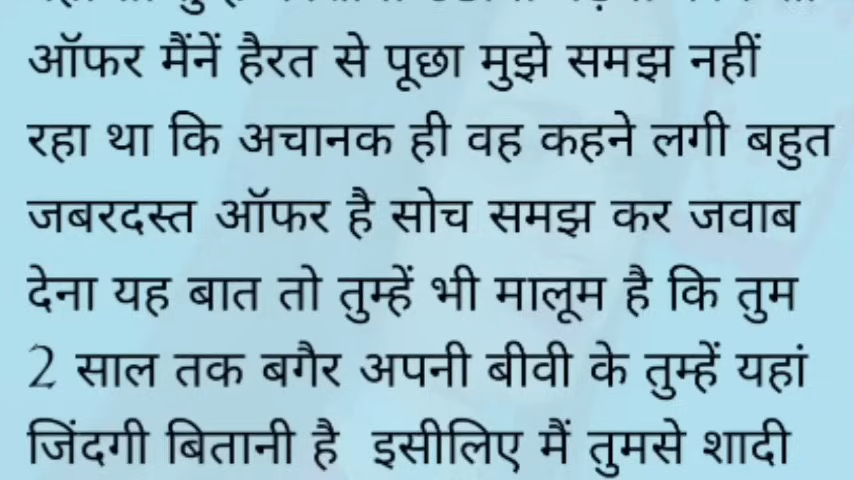 ऑफर मैंनें हैरत से पूछा मुझे समझ नहीं
रहा था कि अचानक ही वह कहने लगी बहुत
जबरदस्त ऑफर है सोच समझ कर जवाब
देना यह बात तो तुम्हें भी मालूम है कि तुम
2 साल तक बगैर अपनी बीवी के तुम्हें यहां
जिंदगी बितानी है इसीलिए मैं तुमसे शादी